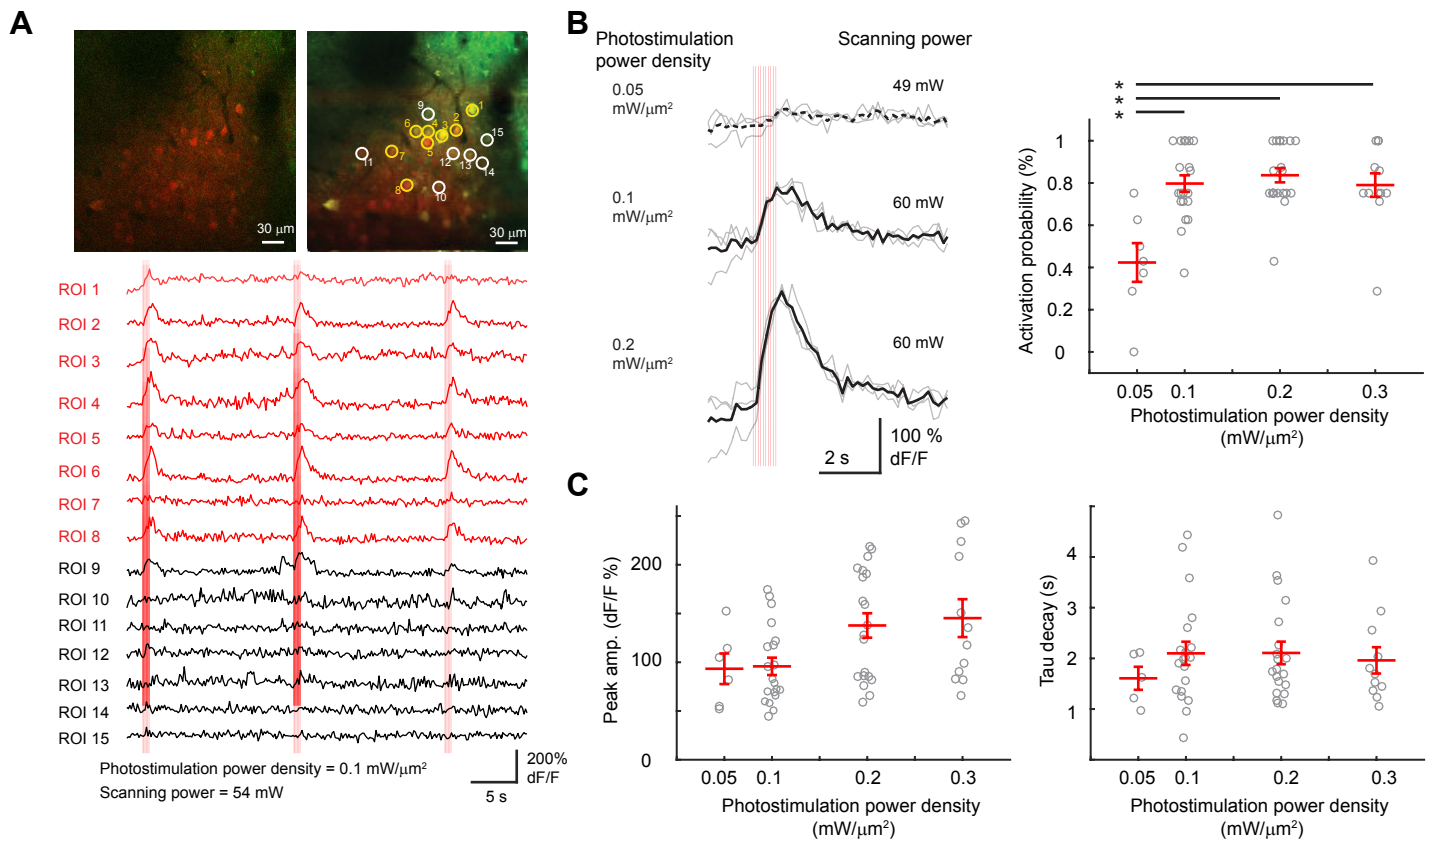 A
9
1
6
4
3
2
15
5
11
7
12
13
14
8
10
30 µm
30 µm
ROI 1
ROI 2
ROI 3
ROI 4
ROI 5
ROI 6
ROI 7
ROI 8
ROI 9
ROI 10
ROI 11
ROI 12
ROI 13
ROI 14
ROI 15
Photostimulation power density = 0.1 mW/µm²
Scanning power = 54 mW
200%
dF/F
5 s
B
Photostimulation
power density
Scanning power
0.05
mW/µm²
49 mW
0.1
mW/µm²
60 mW
0.2
mW/µm²
60 mW
100 %
dF/F
2 s
*
*
*
Activation probability (%)
1
0.8
0.6
0.4
0.2
0
0.05
0.1
0.2
0.3
Photostimulation power density
(mW/µm²)
C
Peak amp. (dF/F %)
200
100
0
0.05
0.1
0.2
0.3
Photostimulation power density
(mW/µm²)
Tau decay (s)
4
3
2
1
0.05
0.1
0.2
0.3
Photostimulation power density
(mW/µm²)